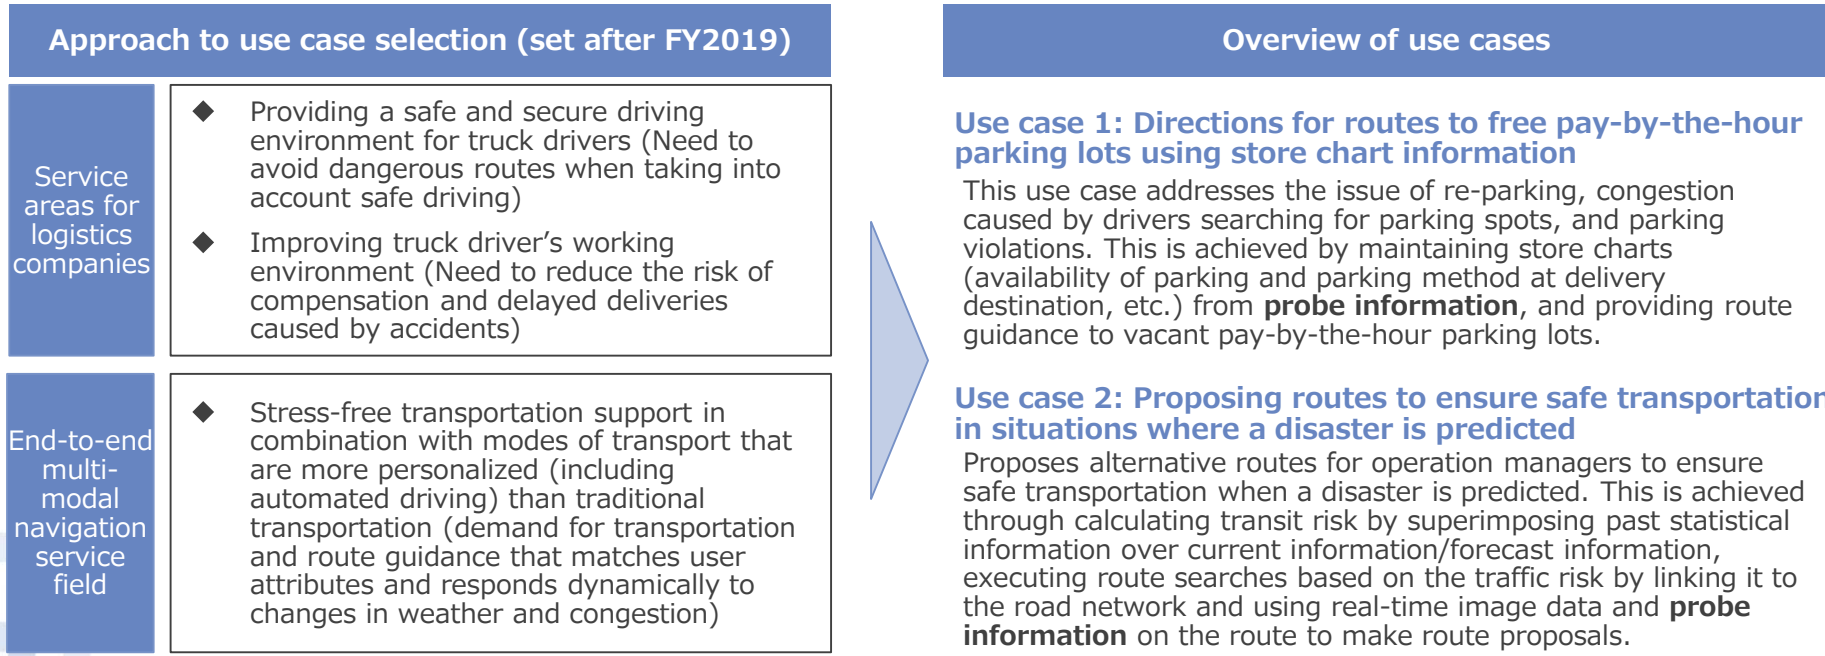 Approach to use case selection (set after FY2019)
Service
areas for
logistics
companies
◆ Providing a safe and secure driving
environment for truck drivers (Need to
avoid dangerous routes when taking into
account safe driving)
◆ Improving truck driver’s working
environment (Need to reduce the risk of
compensation and delayed deliveries
caused by accidents)
End-to-end
multi-
modal
navigation
service
field
◆ Stress-free transportation support in
combination with modes of transport that
are more personalized (including
automated driving) than traditional
transportation (demand for transportation
and route guidance that matches user
attributes and responds dynamically to
changes in weather and congestion)
Overview of use cases
Use case 1: Directions for routes to free pay-by-the-hour
parking lots using store chart information
This use case addresses the issue of re-parking, congestion
caused by drivers searching for parking spots, and parking
violations. This is achieved by maintaining store charts
(availability of parking and parking method at delivery
destination, etc.) from probe information, and providing route
guidance to vacant pay-by-the-hour parking lots.
Use case 2: Proposing routes to ensure safe transportation
in situations where a disaster is predicted
Proposes alternative routes for operation managers to ensure
safe transportation when a disaster is predicted. This is achieved
through calculating transit risk by superimposing past statistical
information over current information/forecast information,
executing route searches based on the traffic risk by linking it to
the road network and using real-time image data and probe
information on the route to make route proposals.